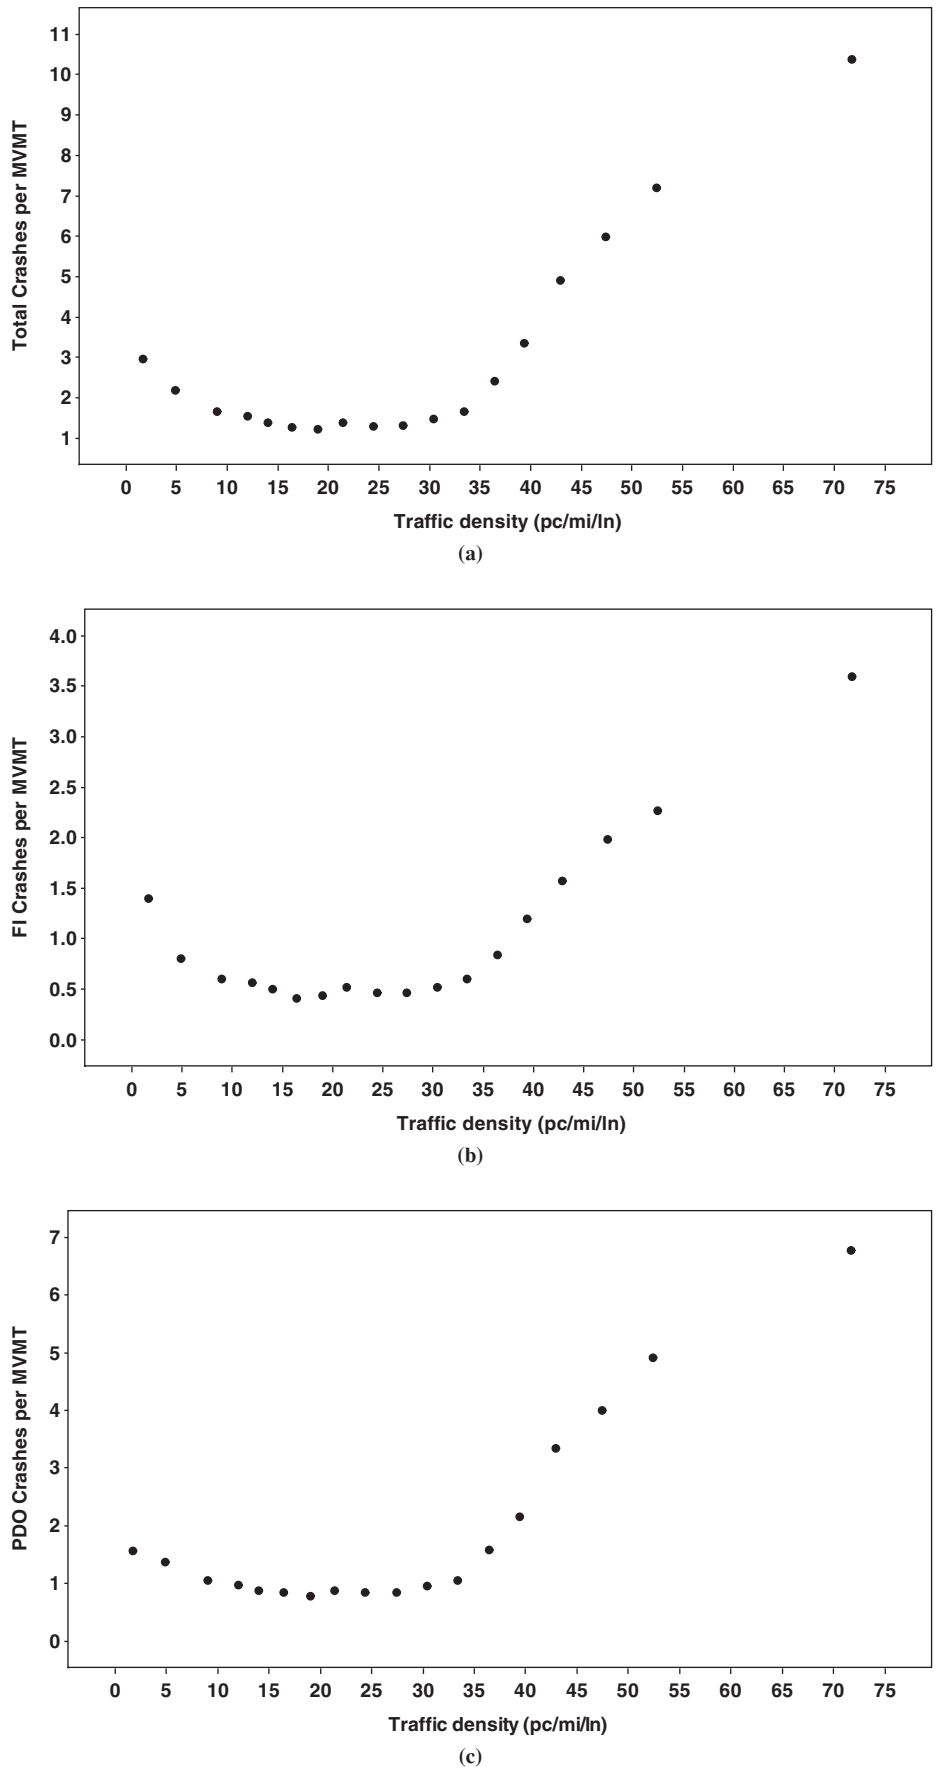 11
10
9
8
7
6
5
4
3
2
1
Total Crashes per MVMT
0 5 10 15 20 25 30 35 40 45 50 55 60 65 70 75
Traffic density (pc/mi/ln)
(a)
4.0
3.5
3.0
2.5
2.0
1.5
1.0
0.5
0.0
FI Crashes per MVMT
0 5 10 15 20 25 30 35 40 45 50 55 60 65 70 75
Traffic density (pc/mi/ln)
(b)
7
6
5
4
3
2
1
0
PDO Crashes per MVMT
0 5 10 15 20 25 30 35 40 45 50 55 60 65 70 75
Traffic density (pc/mi/ln)
(c)